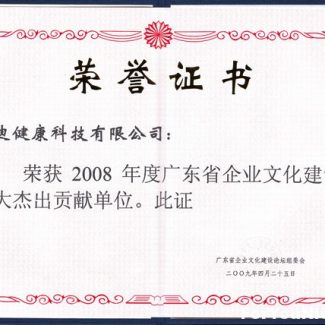 荣誉证书
迪健康科技有限公司：
荣获 2008 年度广东省企业文化建
大杰出贡献单位。此证
广东省企业文化建设论坛组委会
二〇〇九年四月二十五日